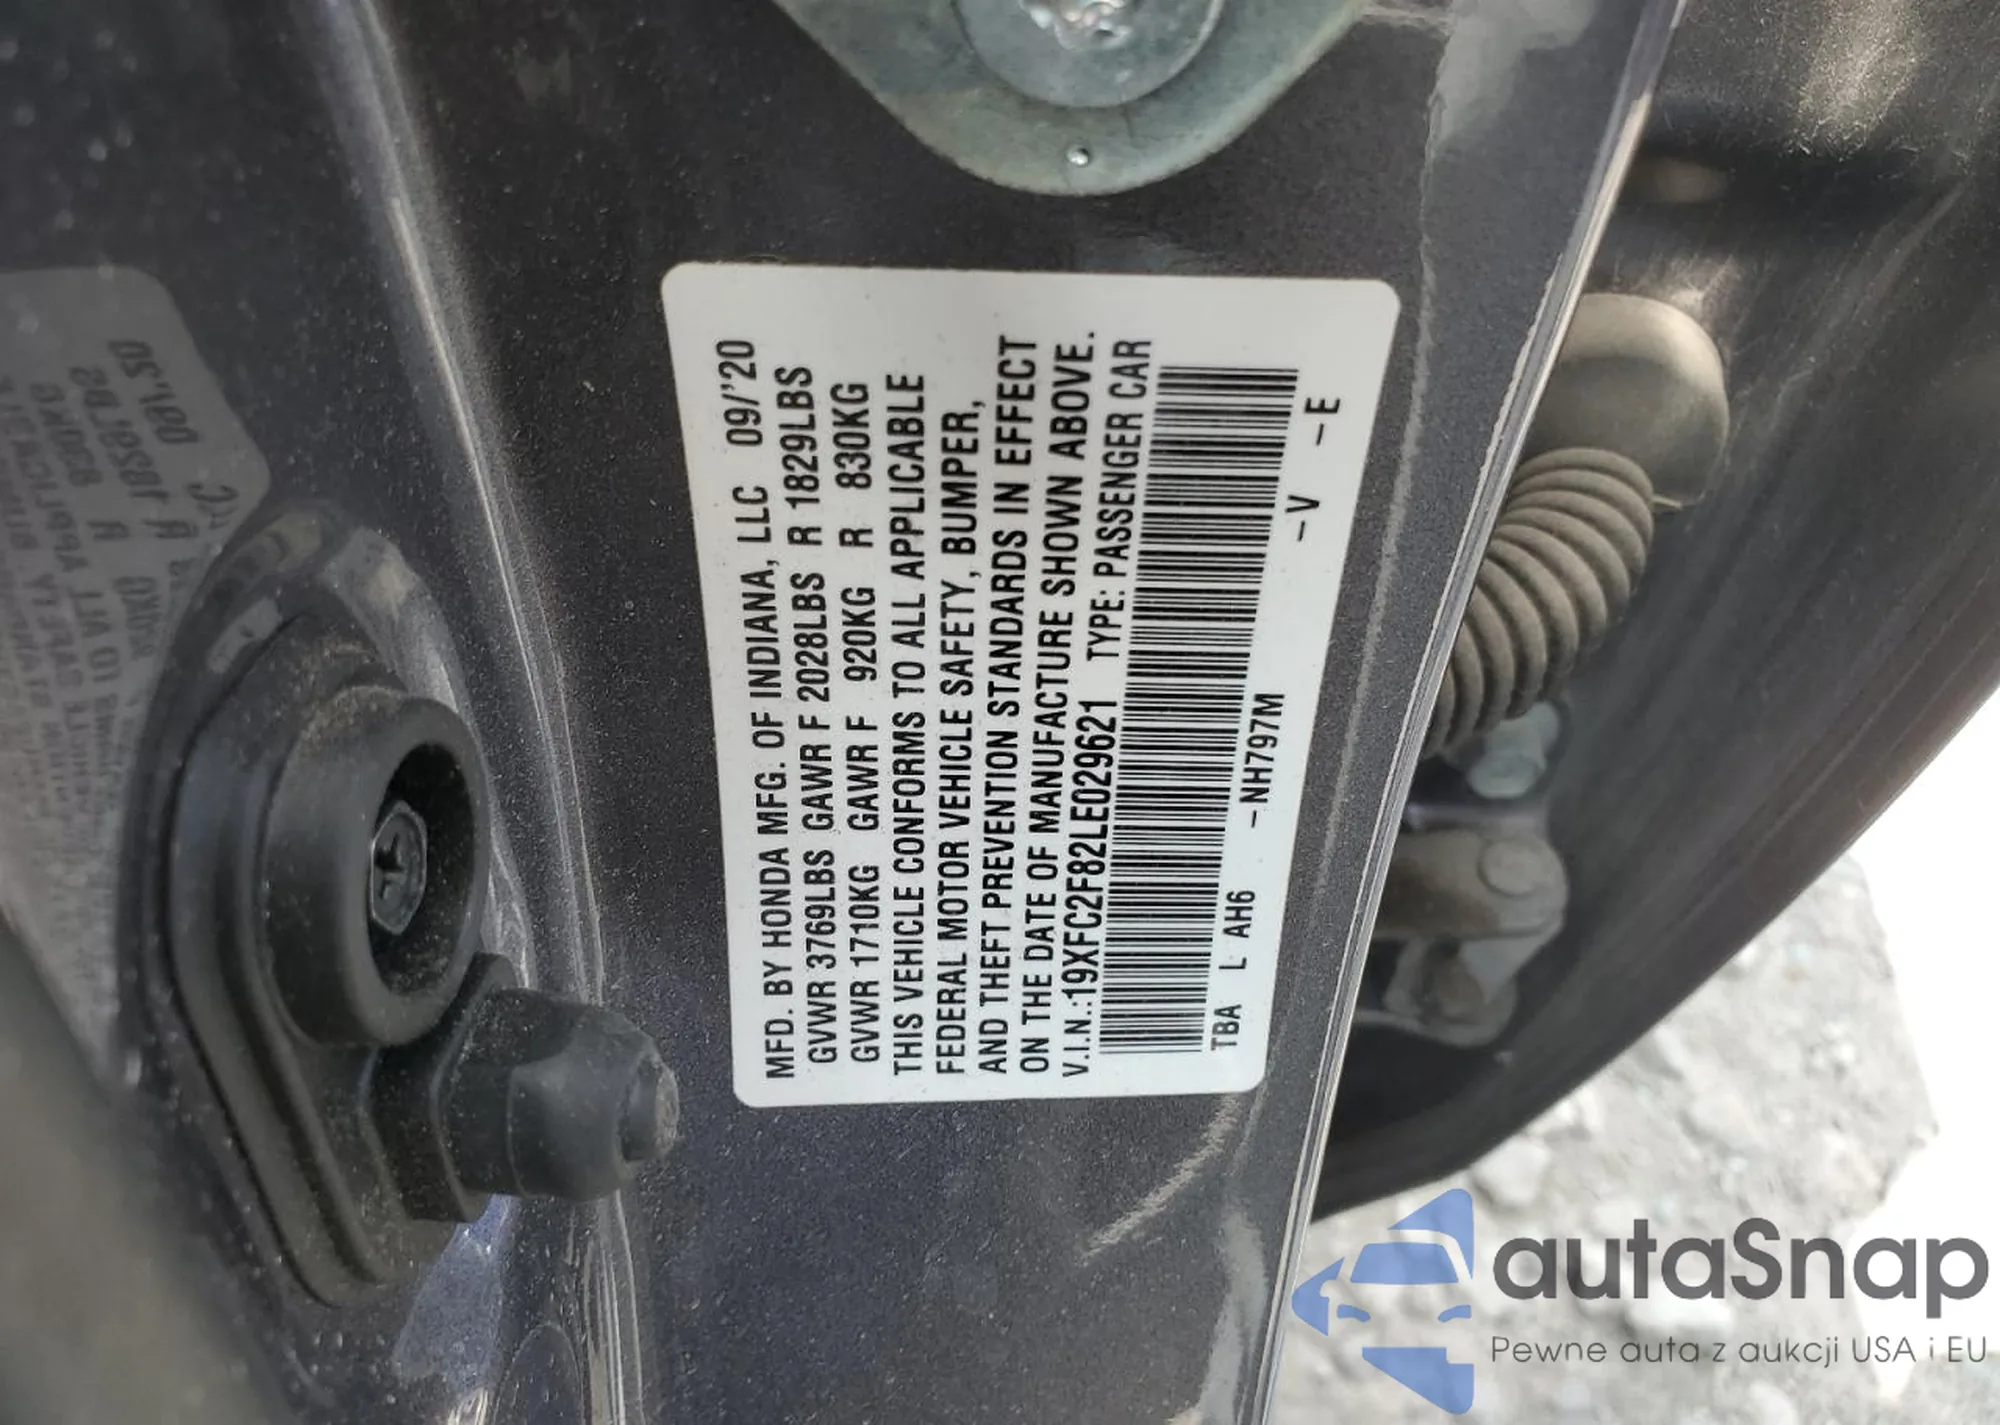 MFD. BY HONDA MFG. OF INDIANA, LLC 09/'20
GVWR 3769LBS GAWR F 2028LBS R 1829LBS
GVWR 1710KG GAWR F 920KG R 830KG
THIS VEHICLE CONFORMS TO ALL APPLICABLE
FEDERAL MOTOR VEHICLE SAFETY, BUMPER,
AND THEFT PREVENTION STANDARDS IN EFFECT
ON THE DATE OF MANUFACTURE SHOWN ABOVE.
V.I.N.:19XFC2F82LE029621 TYPE: PASSENGER CAR
TBA L AH6 -NH797M -V -E
autaSnap
Pewne auta z aukcji USA i EU